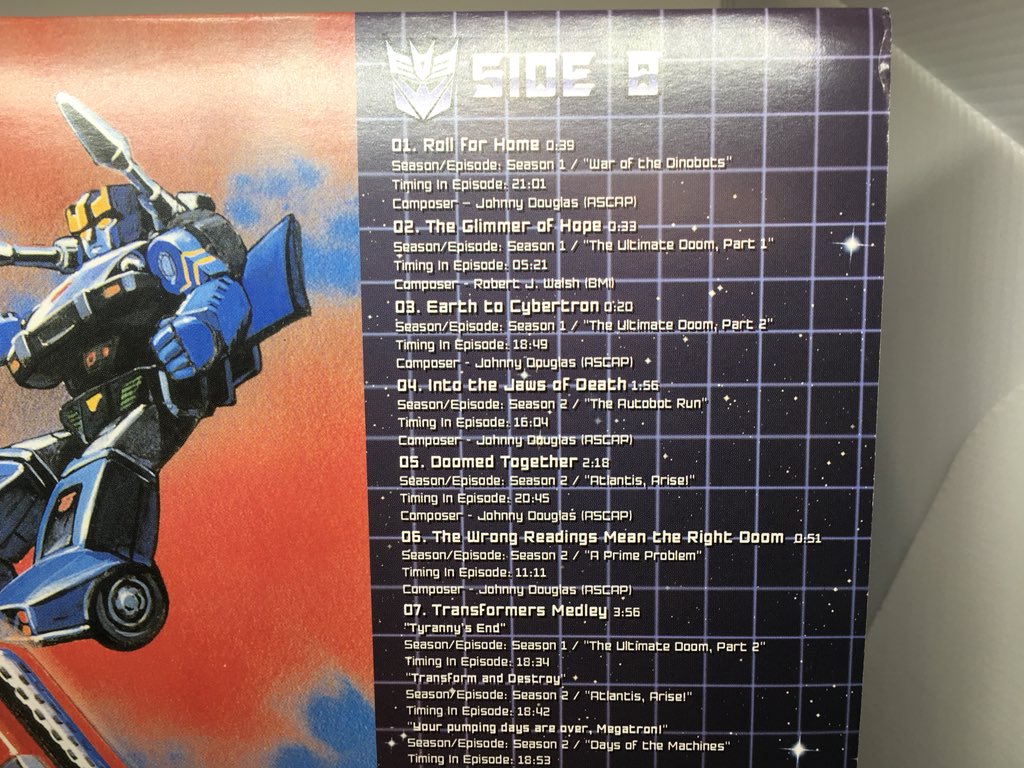 SIDE B
01. Roll for Home 0:39
Season/Episode: Season 1 / "War of the Dinobots"
Timing In Episode: 21:01
Composer – Johnny Douglas (ASCAP)
02. The Glimmer of Hope 0:33
Season/Episode: Season 1 / "The Ultimate Doom, Part 1"
Timing In Episode: 05:21
Composer - Robert J. Walsh (BMI)
03. Earth to Cybertron 0:20
Season/Episode: Season 1 / "The Ultimate Doom, Part 2"
Timing In Episode: 18:49
Composer - Johnny Douglas (ASCAP)
04. Into the Jaws of Death 1:56
Season/Episode: Season 2 / "The Autobot Run"
Timing In Episode: 16:04
Composer - Johnny Douglas (ASCAP)
05. Doomed Together 2:18
Season/Episode: Season 2 / "Atlantis, Arise!"
Timing In Episode: 20:45
Composer - Johnny Douglas (ASCAP)
06. The Wrong Readings Mean the Right Doom 0:51
Season/Episode: Season 2 / "A Prime Problem"
Timing In Episode: 11:11
Composer - Johnny Douglas (ASCAP)
07. Transformers Medley 3:56
"Tyranny's End"
Season/Episode: Season 1 / "The Ultimate Doom, Part 2"
Timing In Episode: 18:34
"Transform and Destroy"
Season/Episode: Season 2 / "Atlantis, Arise!"
Timing In Episode: 18:42
"Your pumping days are over, Megatron!"
Season/Episode: Season 2 / "Days of the Machines"
Timing In Episode: 18:53